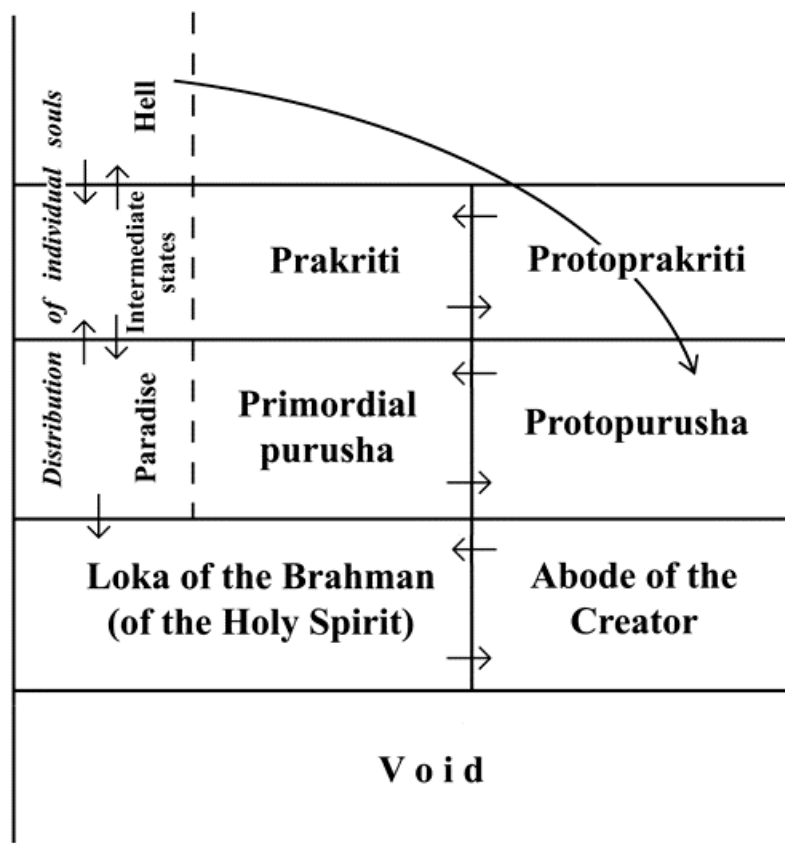 Distribution of individual souls
Hell
Intermediate
states
Paradise
Prakriti
Protoprakriti
Primordial
purusha
Protopurusha
Loka of the Brahman
(of the Holy Spirit)
Abode of the
Creator
Void